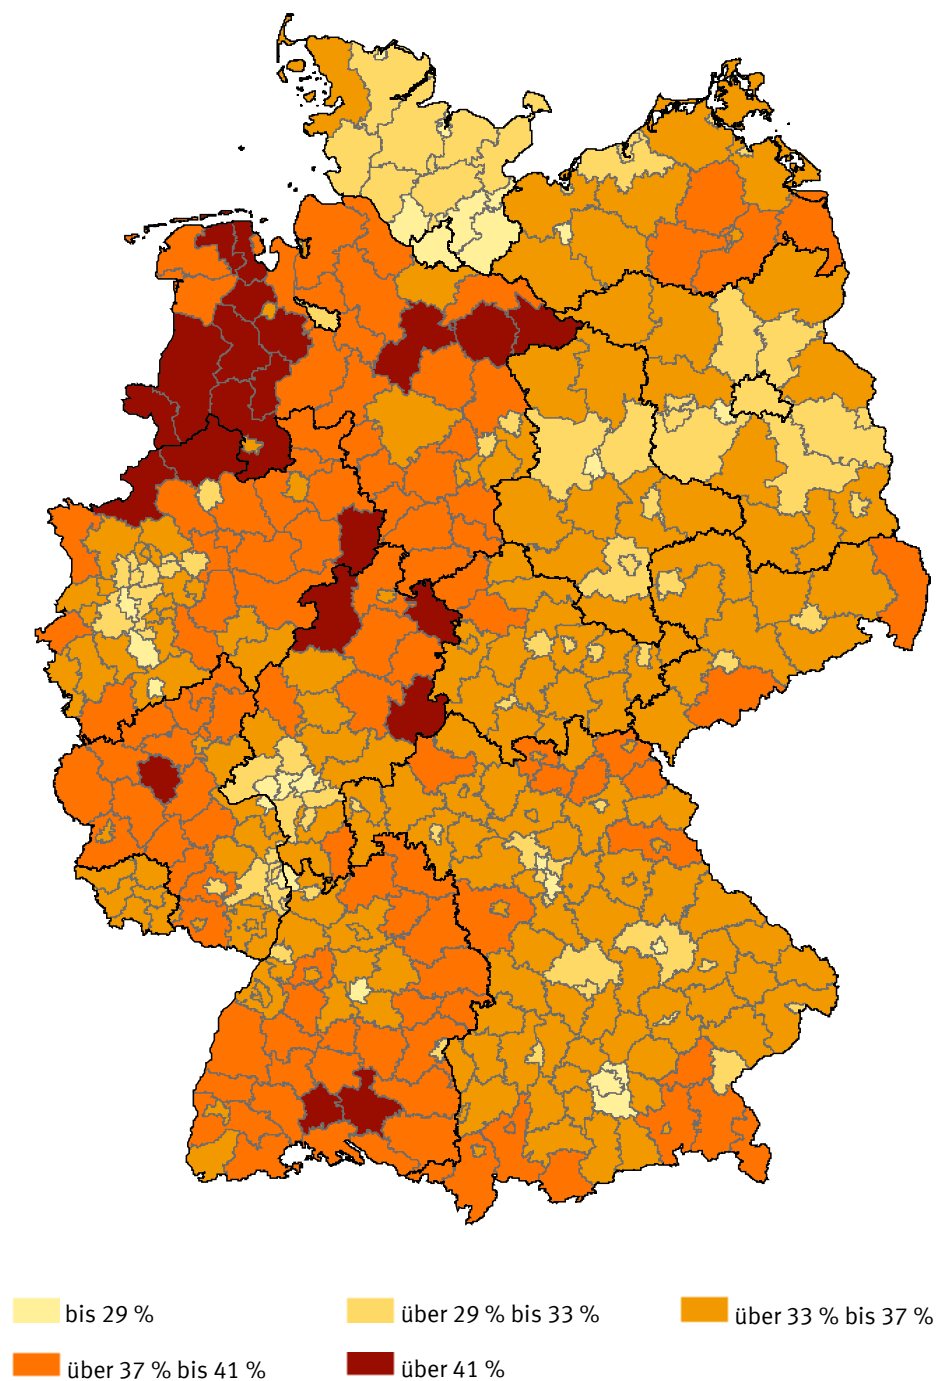 bis 29 %
über 29 % bis 33 %
über 33 % bis 37 %
über 37 % bis 41 %
über 41 %